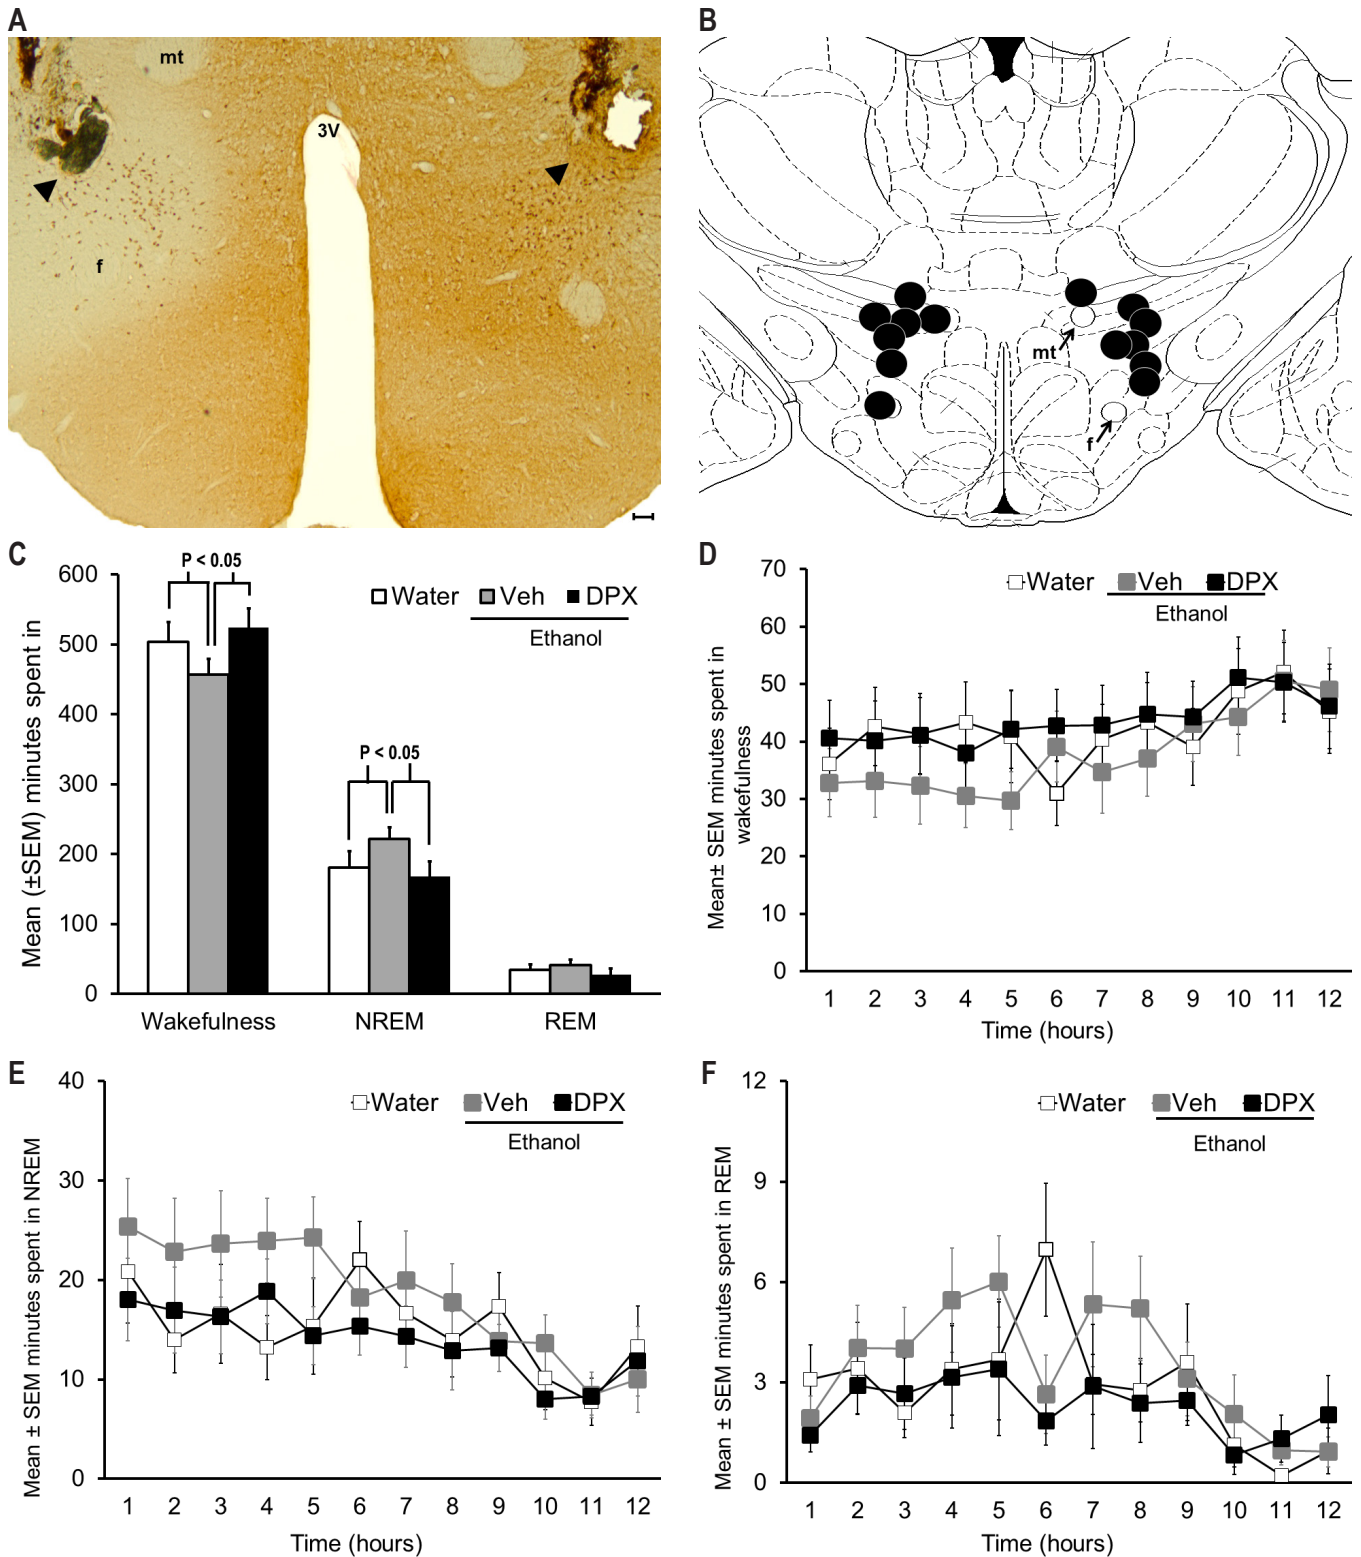 A
mt
3V
f
B
mt
f
C
P < 0.05
600
500
400
300
200
100
0
Mean (±SEM) minutes spent in
Water Veh DPX
Ethanol
P < 0.05
Wakefulness NREM REM
D
70
60
50
40
30
20
10
0
Mean± SEM minutes spent in
wakefulness
Water Veh DPX
Ethanol
1 2 3 4 5 6 7 8 9 10 11 12
Time (hours)
E
40
30
20
10
0
Mean ± SEM minutes spent in NREM
Water Veh DPX
Ethanol
1 2 3 4 5 6 7 8 9 10 11 12
Time (hours)
F
12
9
6
3
0
Mean ± SEM minutes spent in REM
Water Veh DPX
Ethanol
1 2 3 4 5 6 7 8 9 10 11 12
Time (hours)